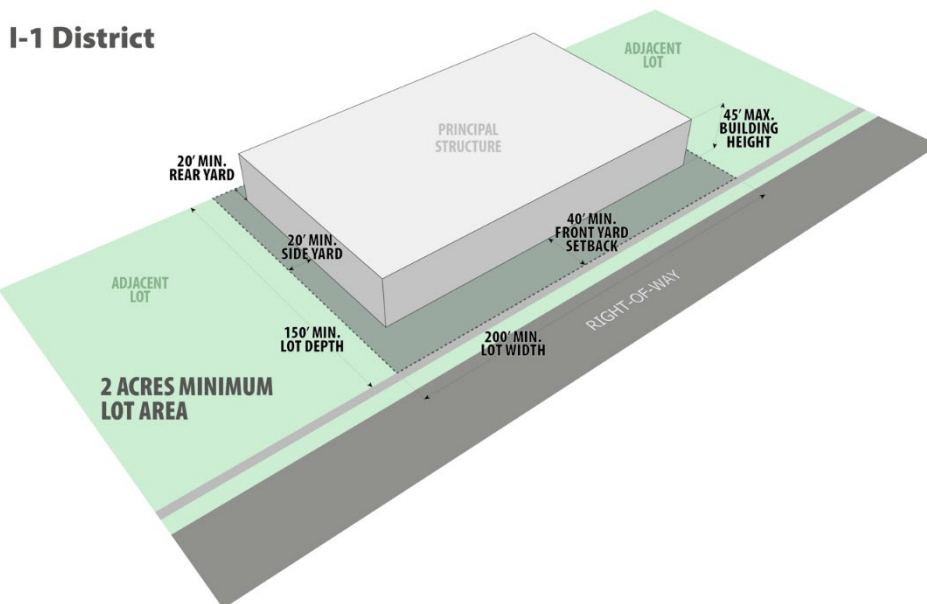 I-1 District
ADJACENT
LOT
PRINCIPAL
STRUCTURE
45’ MAX.
BUILDING
HEIGHT
20’ MIN.
REAR YARD
20’ MIN.
SIDE YARD
40’ MIN.
FRONT YARD
SETBACK
ADJACENT
LOT
RIGHT-OF-WAY
150’ MIN.
LOT DEPTH
200’ MIN.
LOT WIDTH
2 ACRES MINIMUM
LOT AREA